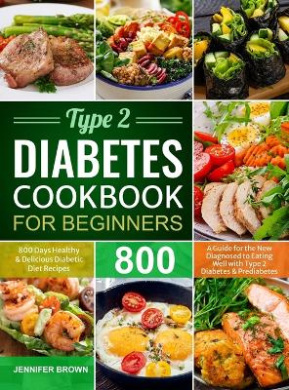 Type 2
DIABETES
COOKBOOK
FOR BEGINNERS
800 Days Healthy
& Delicious Diabetic
Diet Recipes
800
A Guide for the New
Diagnosed to Eating
Well with Type 2
Diabetes & Prediabetes
JENNIFER BROWN